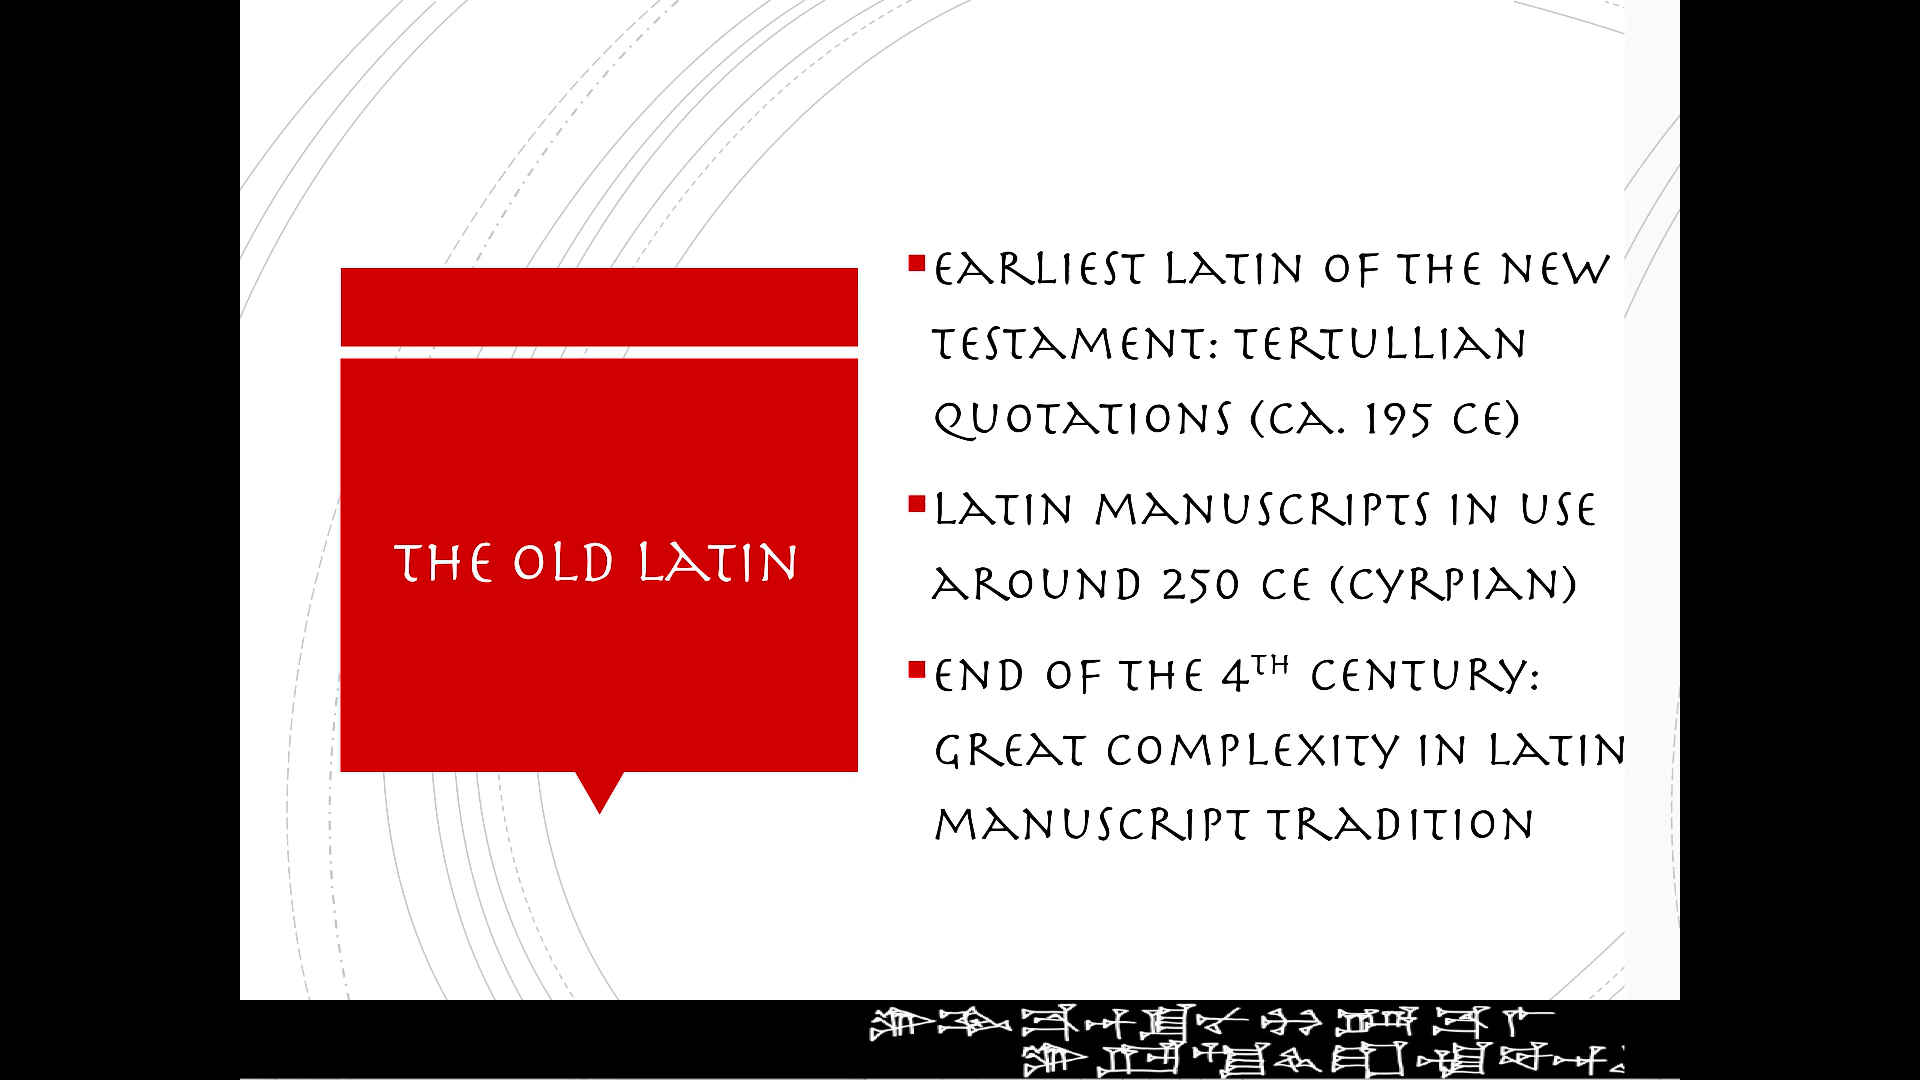 THE OLD LATIN
EARLIEST LATIN OF THE NEW
TESTAMENT: TERTULLIAN
QUOTATIONS (CA. 195 CE)
LATIN MANUSCRIPTS IN USE
AROUND 250 CE (CYRPIAN)
END OF THE 4TH CENTURY:
GREAT COMPLEXITY IN LATIN
MANUSCRIPT TRADITION